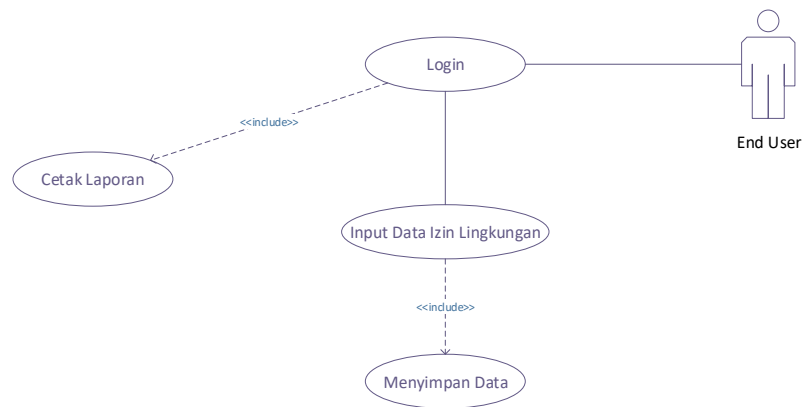 Login
End User
<<include>>
Cetak Laporan
Input Data Izin Lingkungan
<<include>>
Menyimpan Data